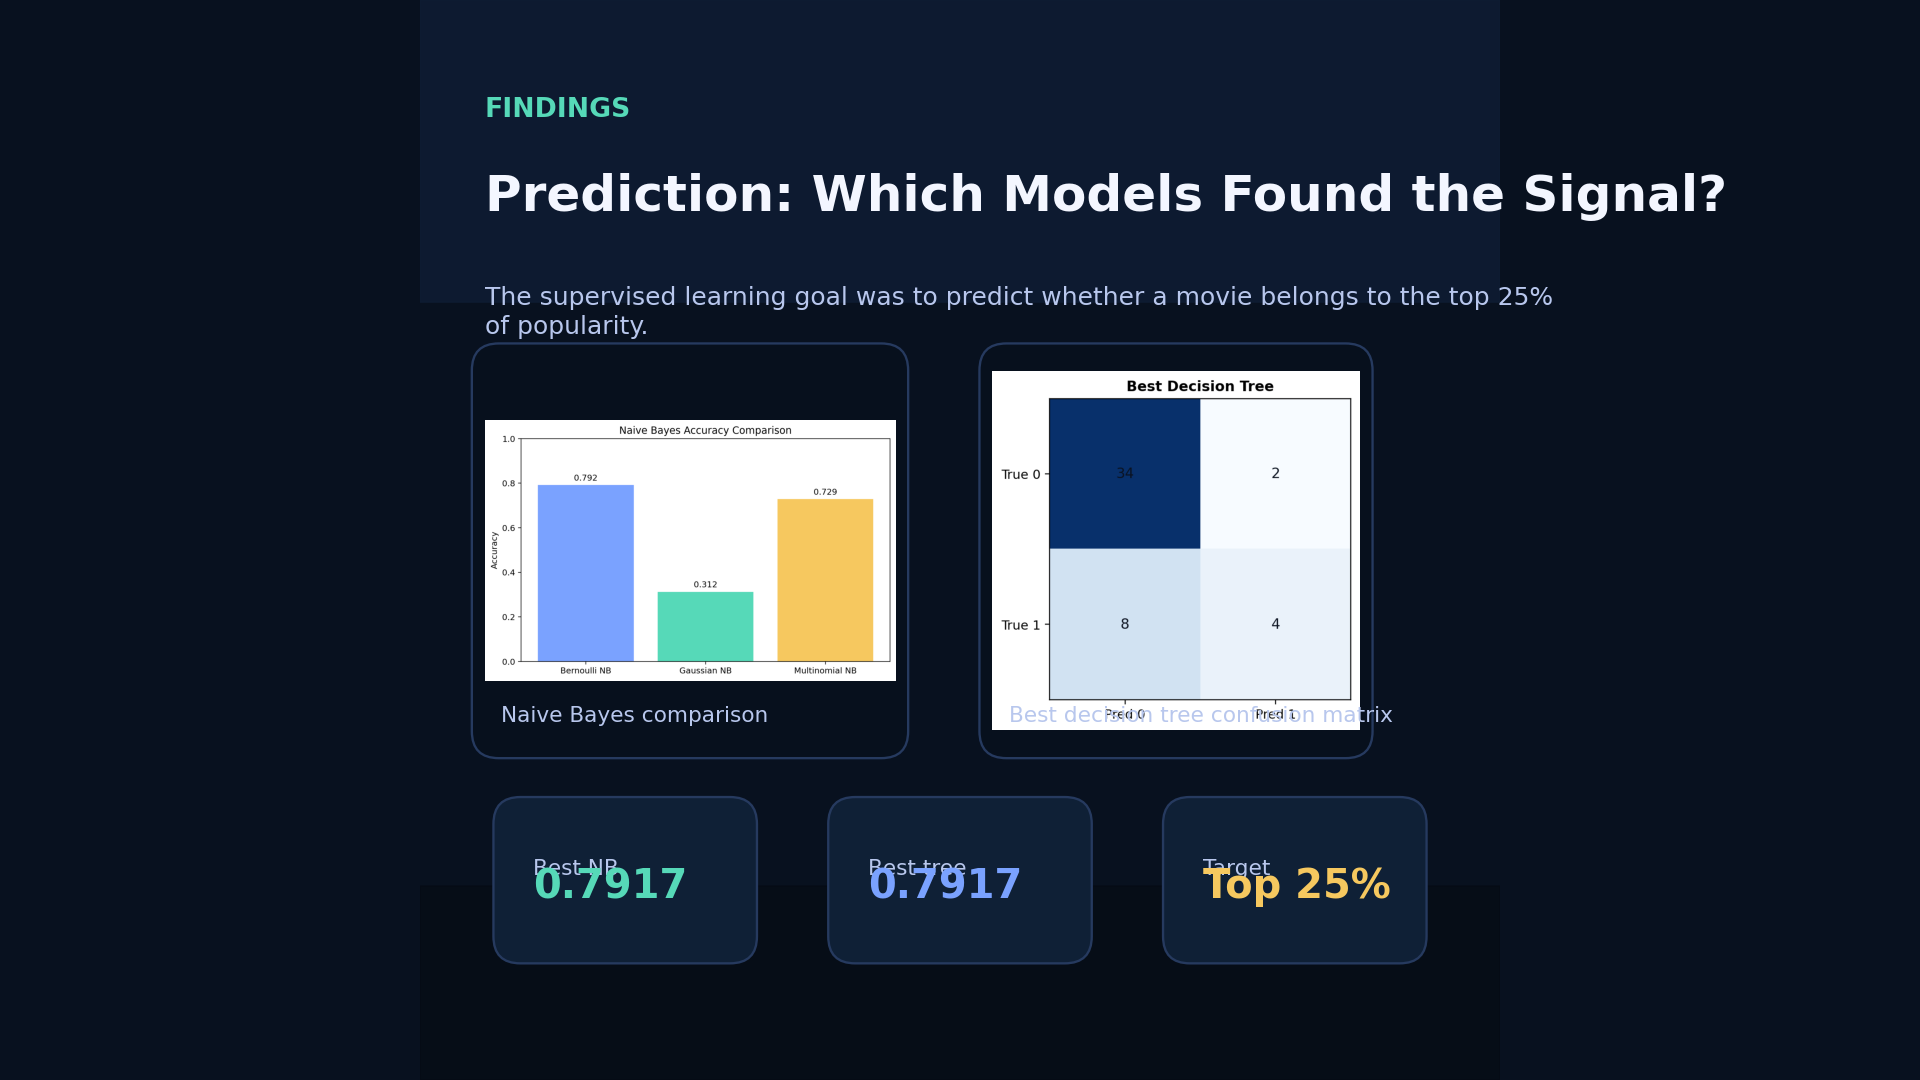 FINDINGS
Prediction: Which Models Found the Signal?
The supervised learning goal was to predict whether a movie belongs to the top 25%
of popularity.
Naive Bayes Accuracy Comparison
1.0
0.8
0.6
0.4
0.2
0.0
Accuracy
0.792
0.312
0.729
Bernoulli NB
Gaussian NB
Multinomial NB
Naive Bayes comparison
Best Decision Tree
True 0
34
2
True 1
8
4
Pred 0
Pred 1
Best decision tree confusion matrix
Best NB
0.7917
Best tree
0.7917
Target
Top 25%